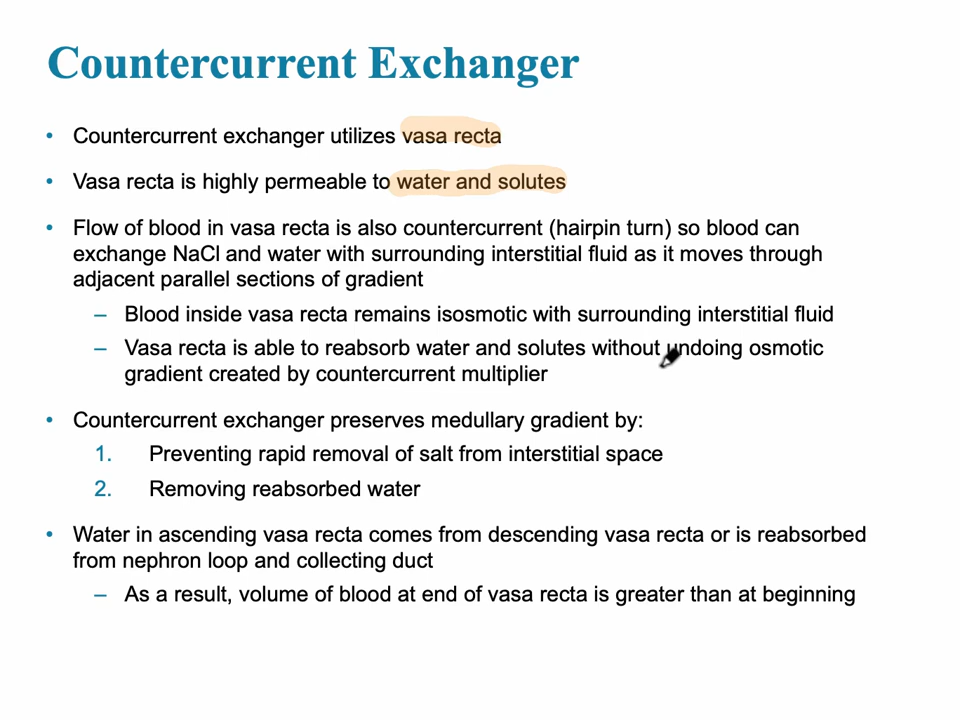 Countercurrent Exchanger
• Countercurrent exchanger utilizes vasa recta
• Vasa recta is highly permeable to water and solutes
• Flow of blood in vasa recta is also countercurrent (hairpin turn) so blood can
exchange NaCl and water with surrounding interstitial fluid as it moves through
adjacent parallel sections of gradient
– Blood inside vasa recta remains isosmotic with surrounding interstitial fluid
– Vasa recta is able to reabsorb water and solutes without undoing osmotic
gradient created by countercurrent multiplier
• Countercurrent exchanger preserves medullary gradient by:
1. Preventing rapid removal of salt from interstitial space
2. Removing reabsorbed water
• Water in ascending vasa recta comes from descending vasa recta or is reabsorbed
from nephron loop and collecting duct
– As a result, volume of blood at end of vasa recta is greater than at beginning